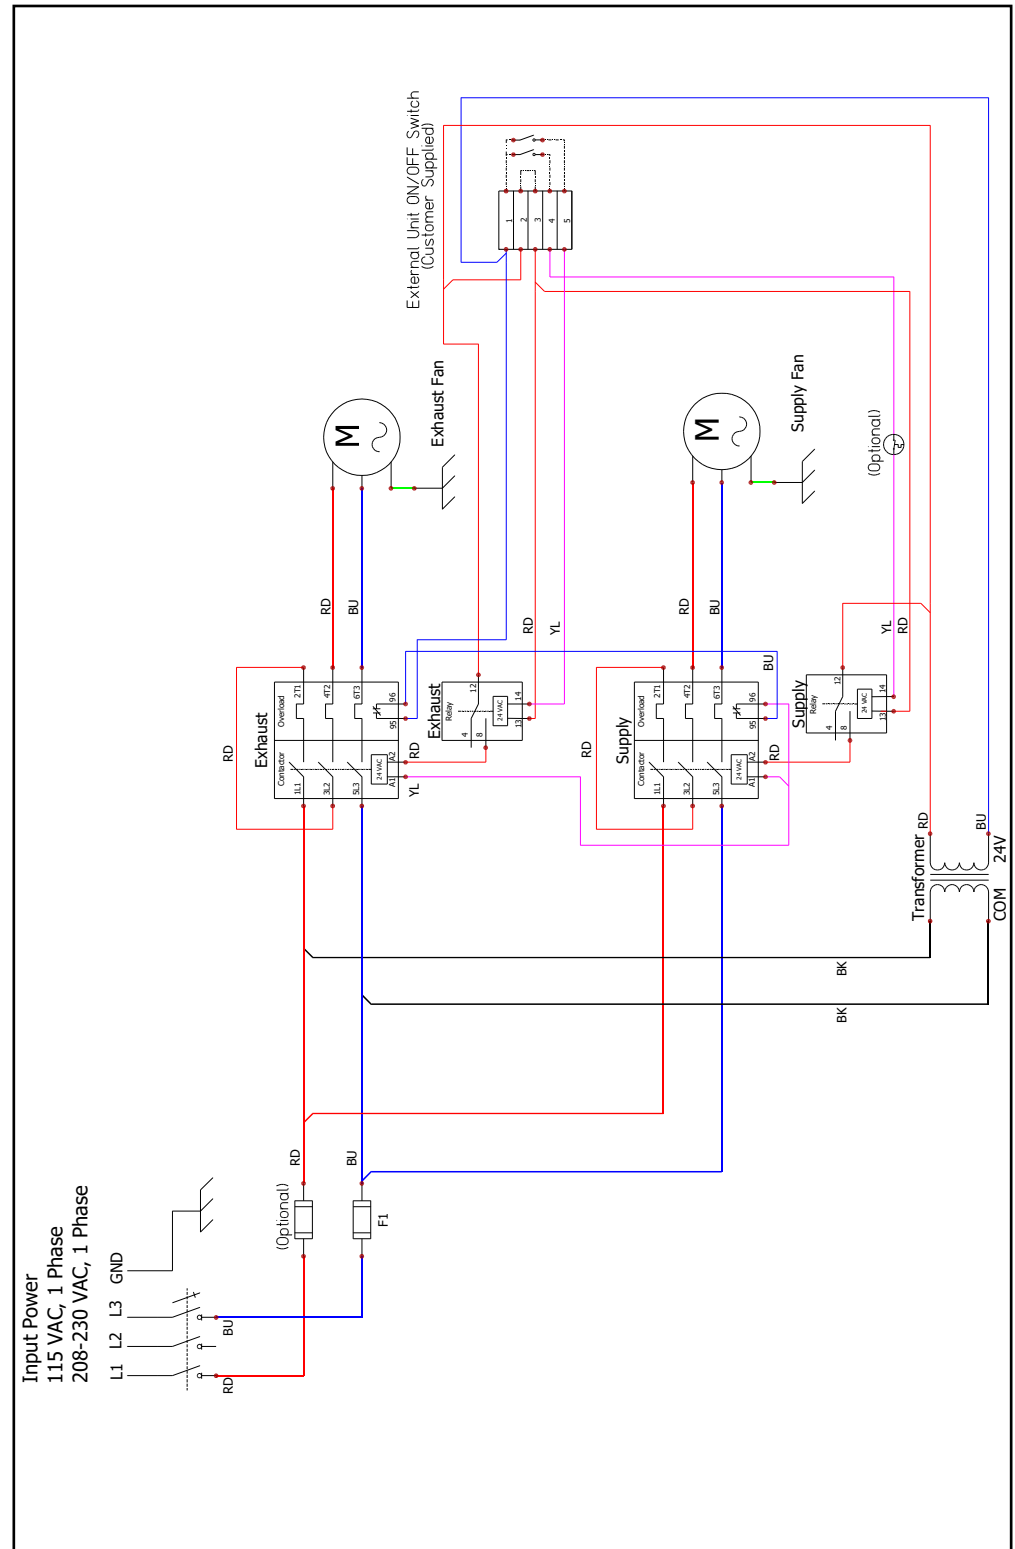 Input Power
115 VAC, 1 Phase
208-230 VAC, 1 Phase
L1
L2
L3
GND
RD
BU
(Optional)
F1
RD
BU
BK
BK
Transformer
COM
24V
RD
BU
Exhaust
Contactor
Overload
1L1
3L2
5L3
2T1
4T2
6T3
24 VAC
A1
A2
95
96
RD
YL
RD
RD
BU
Exhaust
Relay
4
8
12
24 VAC
13
14
RD
YL
M
Exhaust Fan
External Unit ON/OFF Switch
(Customer Supplied)
1
2
3
4
5
Supply
Contactor
Overload
1L1
3L2
5L3
2T1
4T2
6T3
24 VAC
A1
A2
95
96
RD
RD
BU
RD
BU
Supply
Relay
4
8
12
24 VAC
13
14
YL
RD
M
Supply Fan
(Optional)